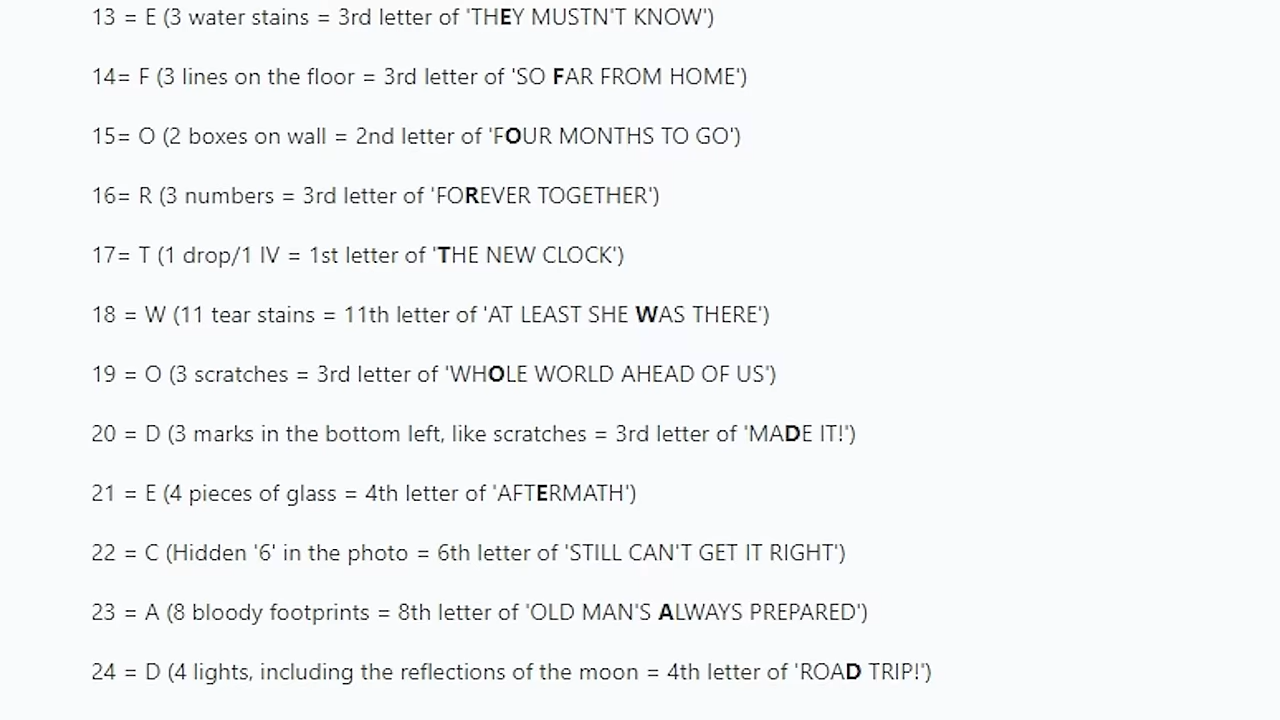 13 = E (3 water stains = 3rd letter of 'THEY MUSTN'T KNOW')
14= F (3 lines on the floor = 3rd letter of 'SO FAR FROM HOME')
15= O (2 boxes on wall = 2nd letter of 'FOUR MONTHS TO GO')
16= R (3 numbers = 3rd letter of 'FOREVER TOGETHER')
17= T (1 drop/1 IV = 1st letter of 'THE NEW CLOCK')
18 = W (11 tear stains = 11th letter of 'AT LEAST SHE WAS THERE')
19 = O (3 scratches = 3rd letter of 'WHOLE WORLD AHEAD OF US')
20 = D (3 marks in the bottom left, like scratches = 3rd letter of 'MADE IT!')
21 = E (4 pieces of glass = 4th letter of 'AFTERMATH')
22 = C (Hidden '6' in the photo = 6th letter of 'STILL CAN'T GET IT RIGHT')
23 = A (8 bloody footprints = 8th letter of 'OLD MAN'S ALWAYS PREPARED')
24 = D (4 lights, including the reflections of the moon = 4th letter of 'ROAD TRIP!')